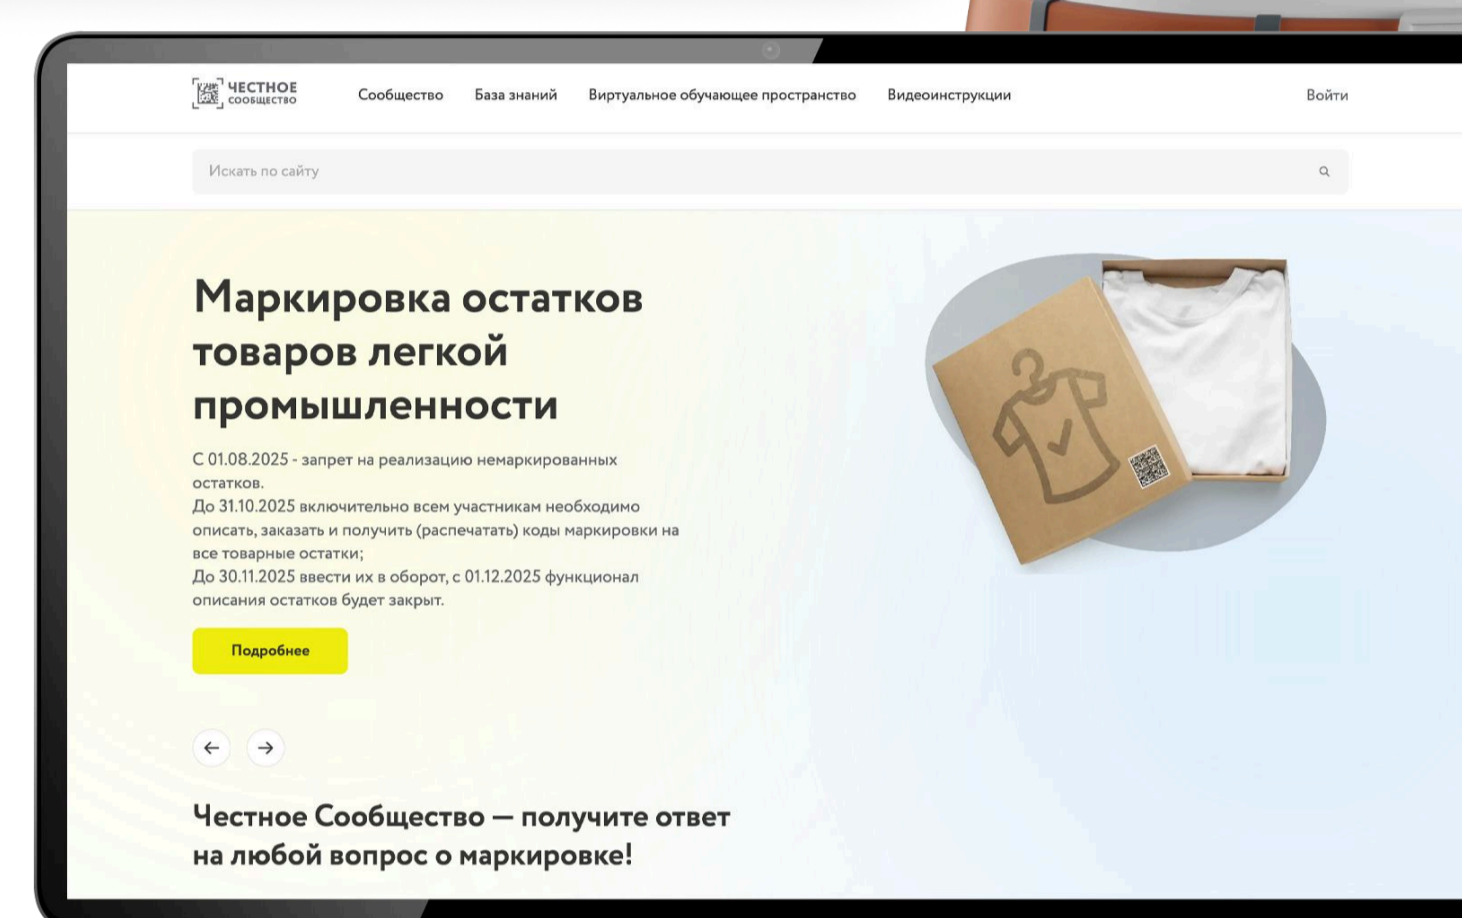 ЧЕСТНОЕ
СООБЩЕСТВО
Сообщество
База знаний
Виртуальное обучающее пространство
Видеоинструкции
Войти
Искать по сайту
Маркировка остатков
товаров легкой
промышленности
С 01.08.2025 - запрет на реализацию немаркированных
остатков.
До 31.10.2025 включительно всем участникам необходимо
описать, заказать и получить (распечатать) коды маркировки на
все товарные остатки;
До 30.11.2025 ввести их в оборот, с 01.12.2025 функционал
описания остатков будет закрыт.
Подробнее
Честное Сообщество — получите ответ
на любой вопрос о маркировке!